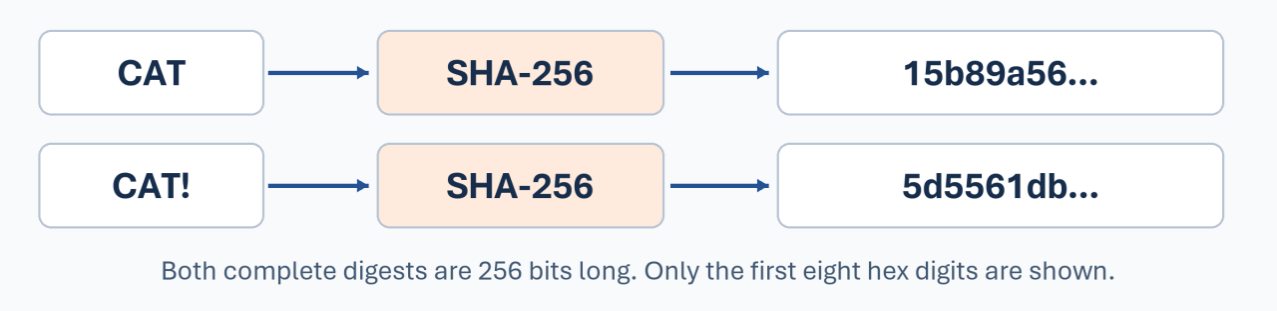 CAT SHA-256 15b89a56...
CAT! SHA-256 5d5561db...
Both complete digests are 256 bits long. Only the first eight hex digits are shown.